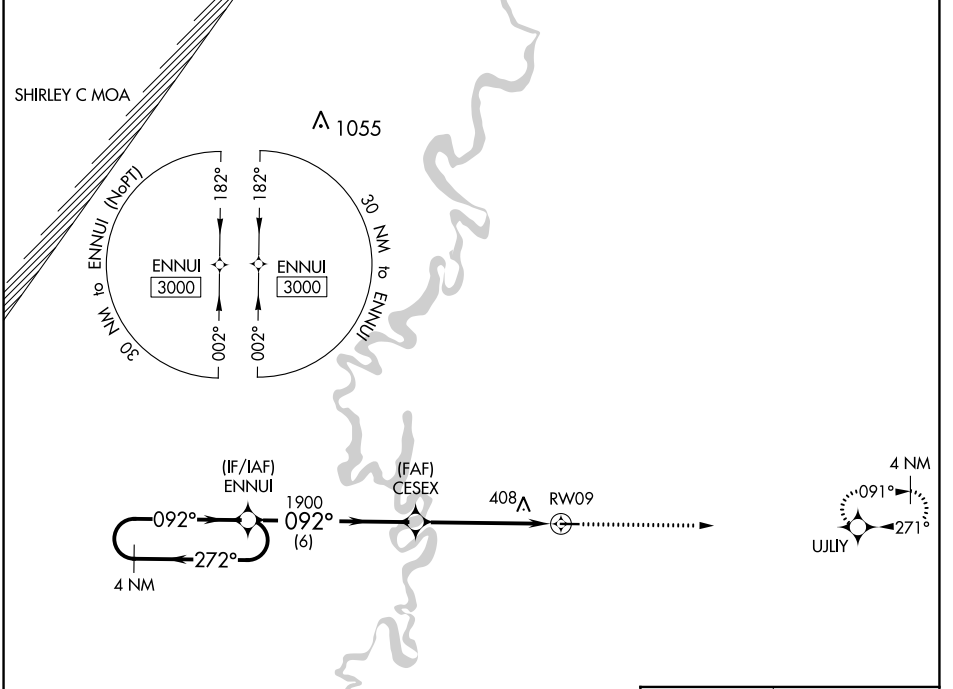 SHIRLEY C MOA
1055
30 NM to ENNUI (NoPT)
182°
182°
30 NM to ENNUI
ENNUI
3000
ENNUI
3000
002°
002°
(IF/IAF)
ENNUI
092°
272°
4 NM
1900
092°
(6)
(FAF)
CESEX
408
RW09
4 NM
091°
271°
UJLIY